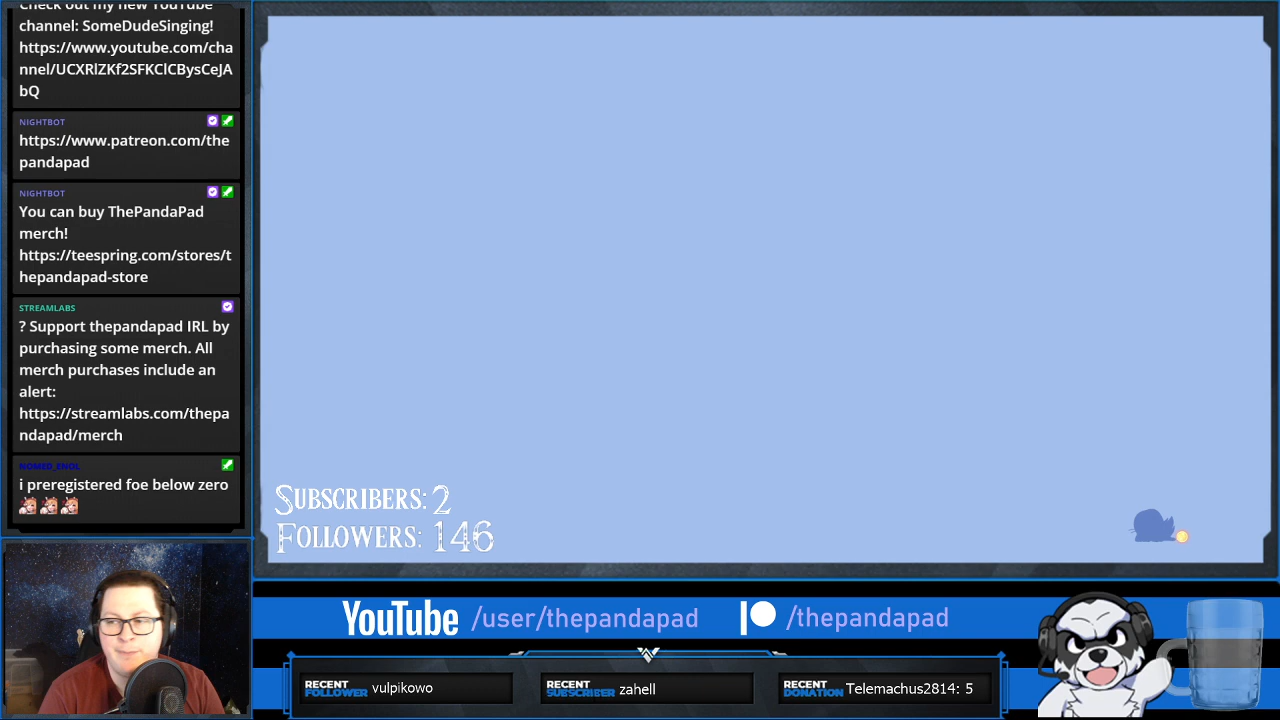 Check out my new YouTube
channel: SomeDudeSinging!
https://www.youtube.com/cha
nnel/UCXRlZKf2SFKClCBysCeJA
bQ
NIGHTBOT
https://www.patreon.com/the
pandapad
NIGHTBOT
You can buy ThePandaPad
merch!
https://teespring.com/stores/t
hepandapad-store
STREAMLABS
? Support thepandapad IRL by
purchasing some merch. All
merch purchases include an
alert:
https://streamlabs.com/thepa
ndapad/merch
NOMED_ENOL
i preregistered foe below zero
Subscribers: 2
Followers: 146
YouTube /user/thepandapad
/thepandapad
RECENT FOLLOWER vulpikowo
RECENT SUBSCRIBER zahell
RECENT DONATION Telemachus2814: 5